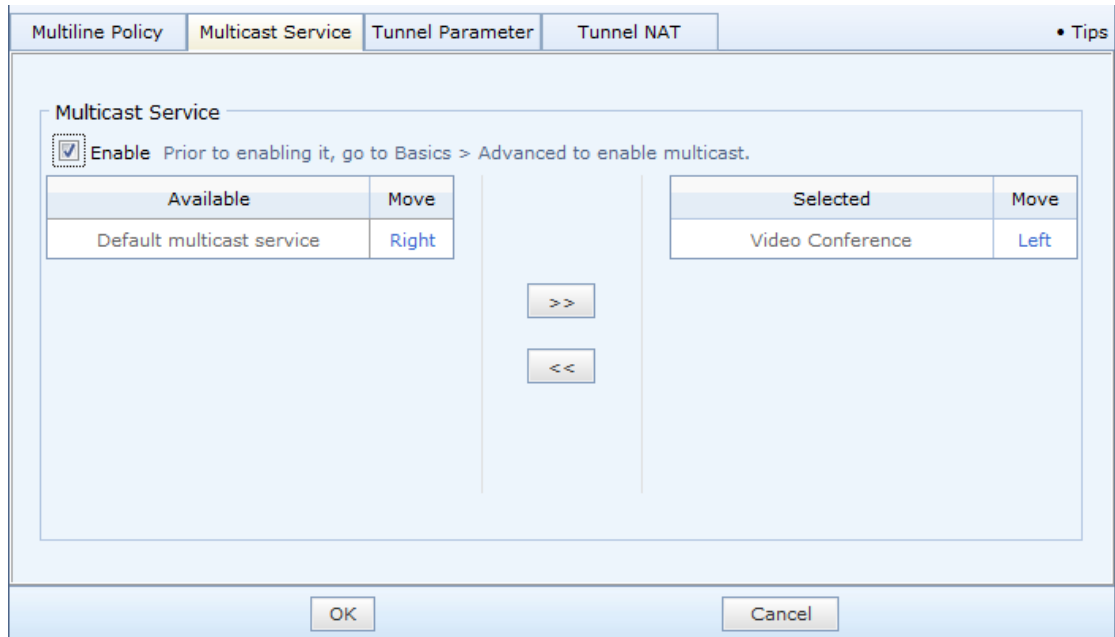 Multiline Policy Multicast Service Tunnel Parameter Tunnel NAT • Tips
Multicast Service
Enable Prior to enabling it, go to Basics > Advanced to enable multicast.
Available Move Selected Move
Default multicast service Right Video Conference Left
>>
<<
OK Cancel